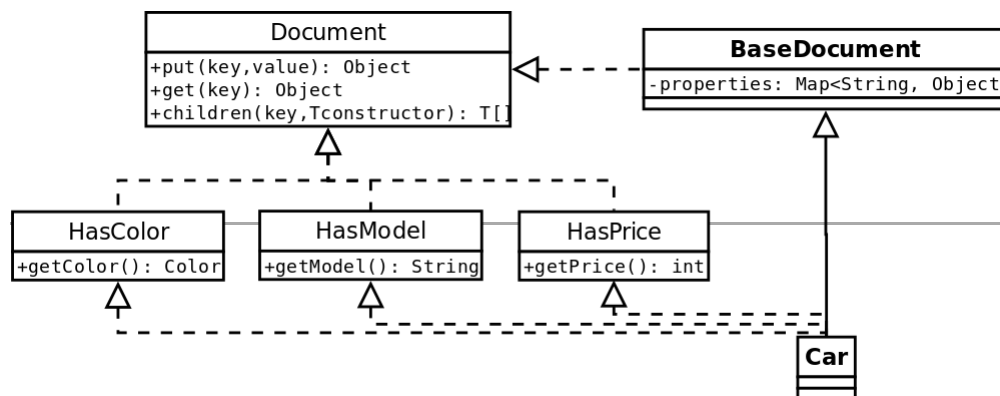 Document
+put(key,value): Object
+get(key): Object
+children(key,Tconstructor): T[]
BaseDocument
-properties: Map<String, Object
HasColor
+getColor(): Color
HasModel
+getModel(): String
HasPrice
+getPrice(): int
Car